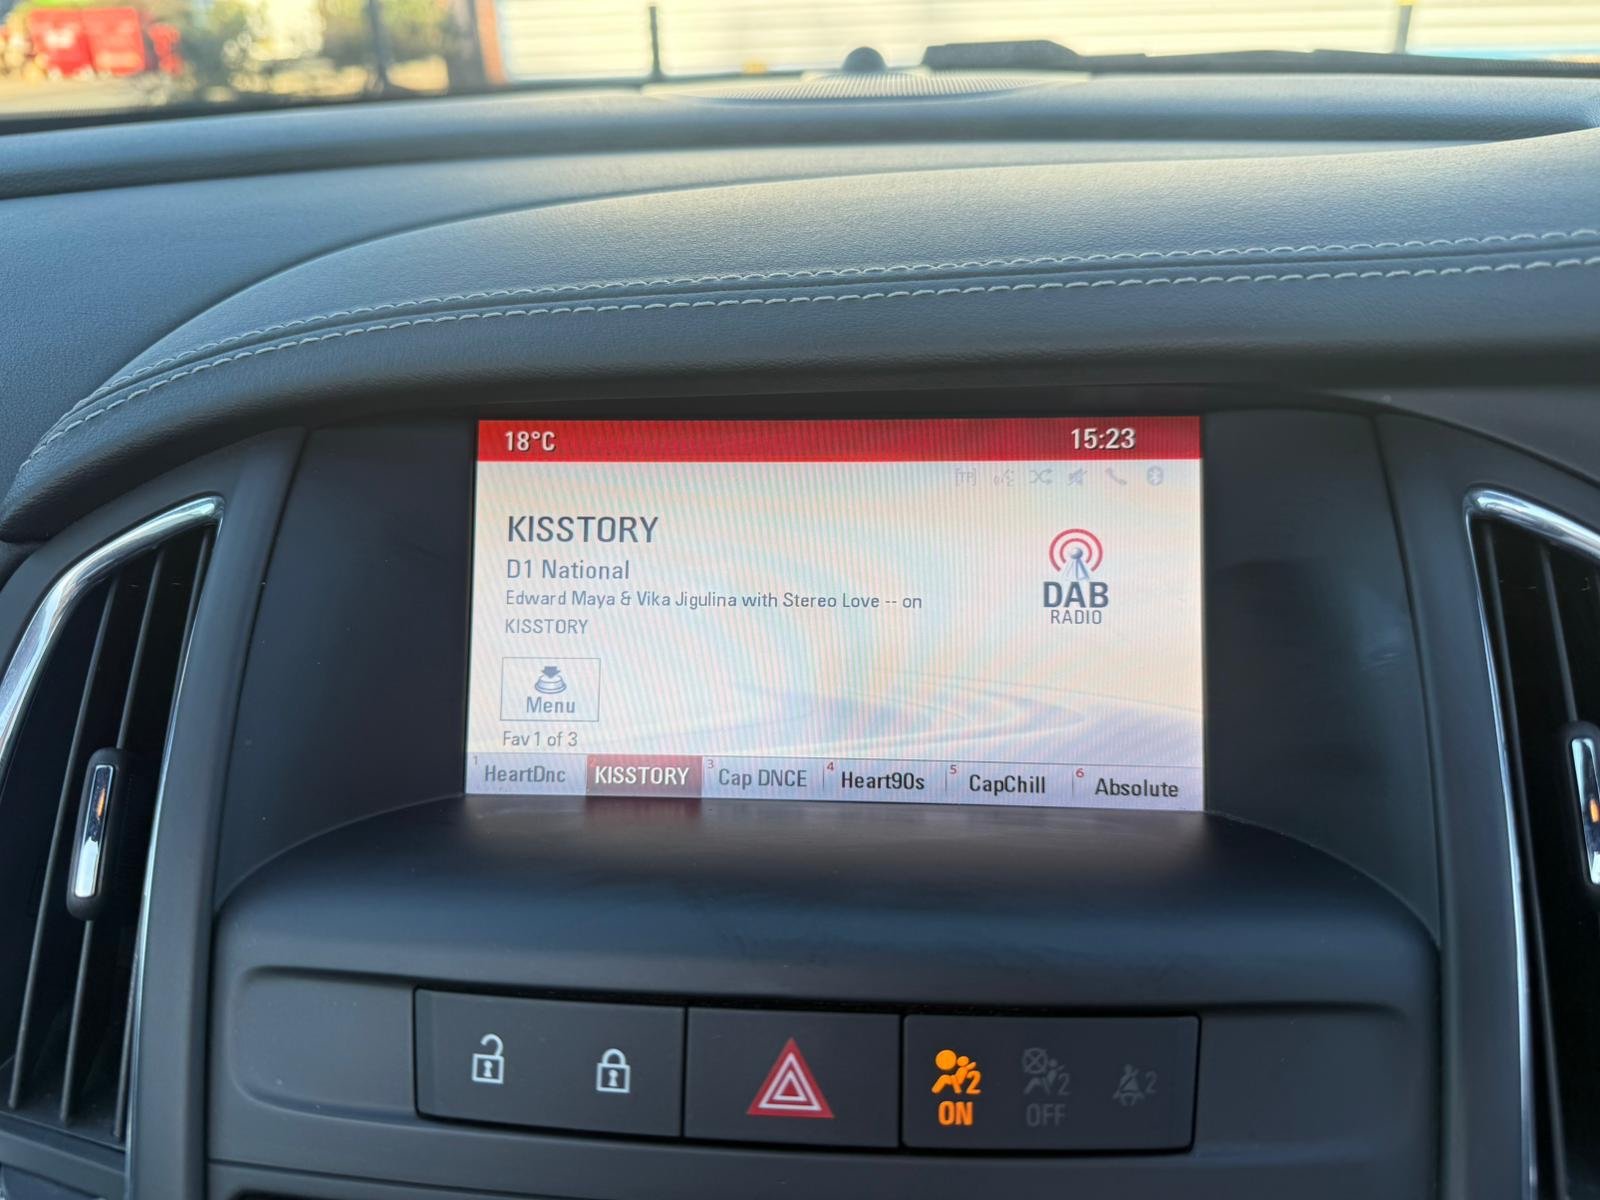 18°C 15:23
[TP]
KISSTORY
D1 National
Edward Maya & Vika Jigulina with Stereo Love -- on
KISSTORY
DAB
RADIO
Menu
Fav 1 of 3
1 HeartDnc 2 KISSTORY 3 Cap DNCE 4 Heart90s 5 CapChill 6 Absolute
2 2 2
ON OFF